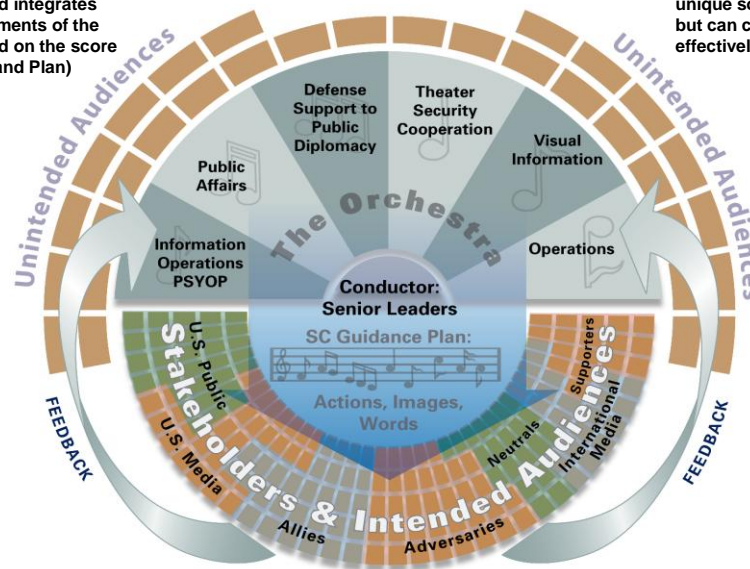 d integrates
ments of the
d on the score
and Plan)
unique so
but can c
effectivel
Unintended Audiences
Unintended Audiences
Defense
Support to
Public
Diplomacy
Theater
Security
Cooperation
Public
Affairs
Visual
Information
Information
Operations
PSYOP
Operations
The Orchestra
Conductor:
Senior Leaders
SC Guidance Plan:
Actions, Images,
Words
Stakeholders & Intended Audiences
U.S. Public
U.S. Media
Allies
Adversaries
Neutrals
International
Media
Supporters
FEEDBACK
FEEDBACK